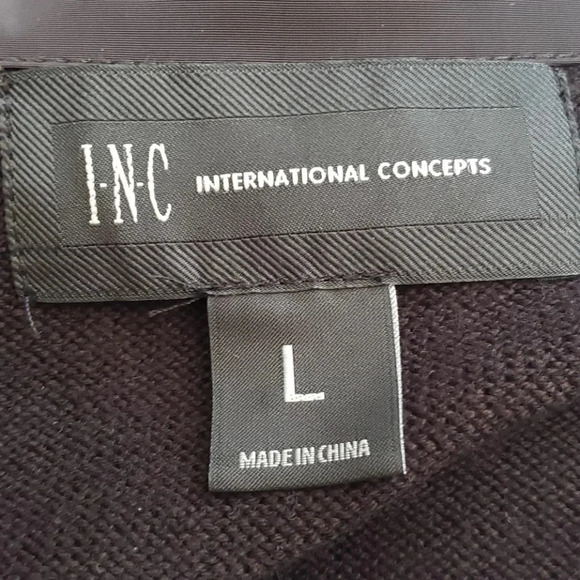 I-N-C INTERNATIONAL CONCEPTS
L
MADE IN CHINA